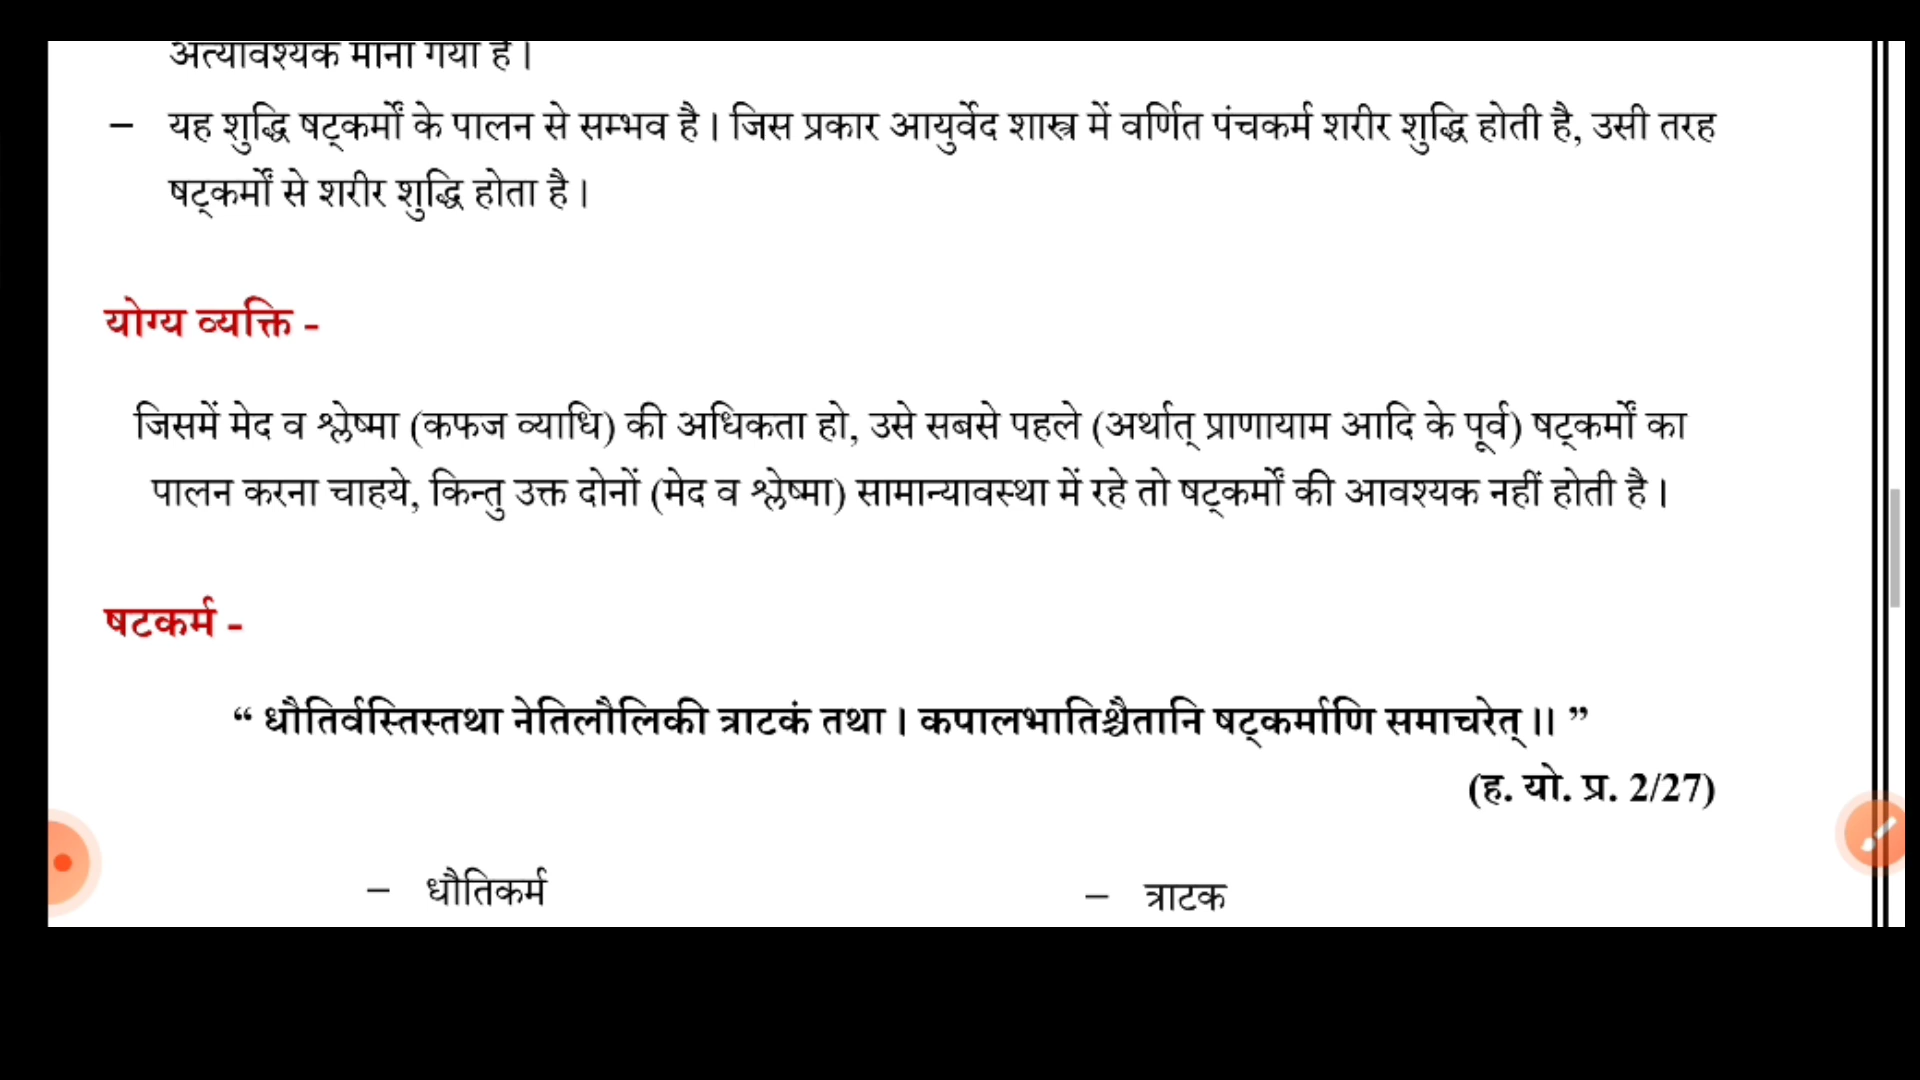 अत्यावश्यक माना गया है।
– यह शुद्धि षट्कर्मों के पालन से सम्भव है। जिस प्रकार आयुर्वेद शास्त्र में वर्णित पंचकर्म शरीर शुद्धि होती है, उसी तरह
षट्कर्मों से शरीर शुद्धि होता है।
योग्य व्यक्ति -
जिसमें मेद व श्लेष्मा (कफज व्याधि) की अधिकता हो, उसे सबसे पहले (अर्थात् प्राणायाम आदि के पूर्व) षट्कर्मों का
पालन करना चाहये, किन्तु उक्त दोनों (मेद व श्लेष्मा) सामान्यावस्था में रहे तो षट्कर्मों की आवश्यक नहीं होती है।
षटकर्म -
“ धौतिर्वस्तिस्तथा नेतिलौलिकी त्राटकं तथा। कपालभातिश्चैतानि षट्कर्माणि समाचरेत्।। ”
(ह. यो. प्र. 2/27)
– धौतिकर्म – त्राटक